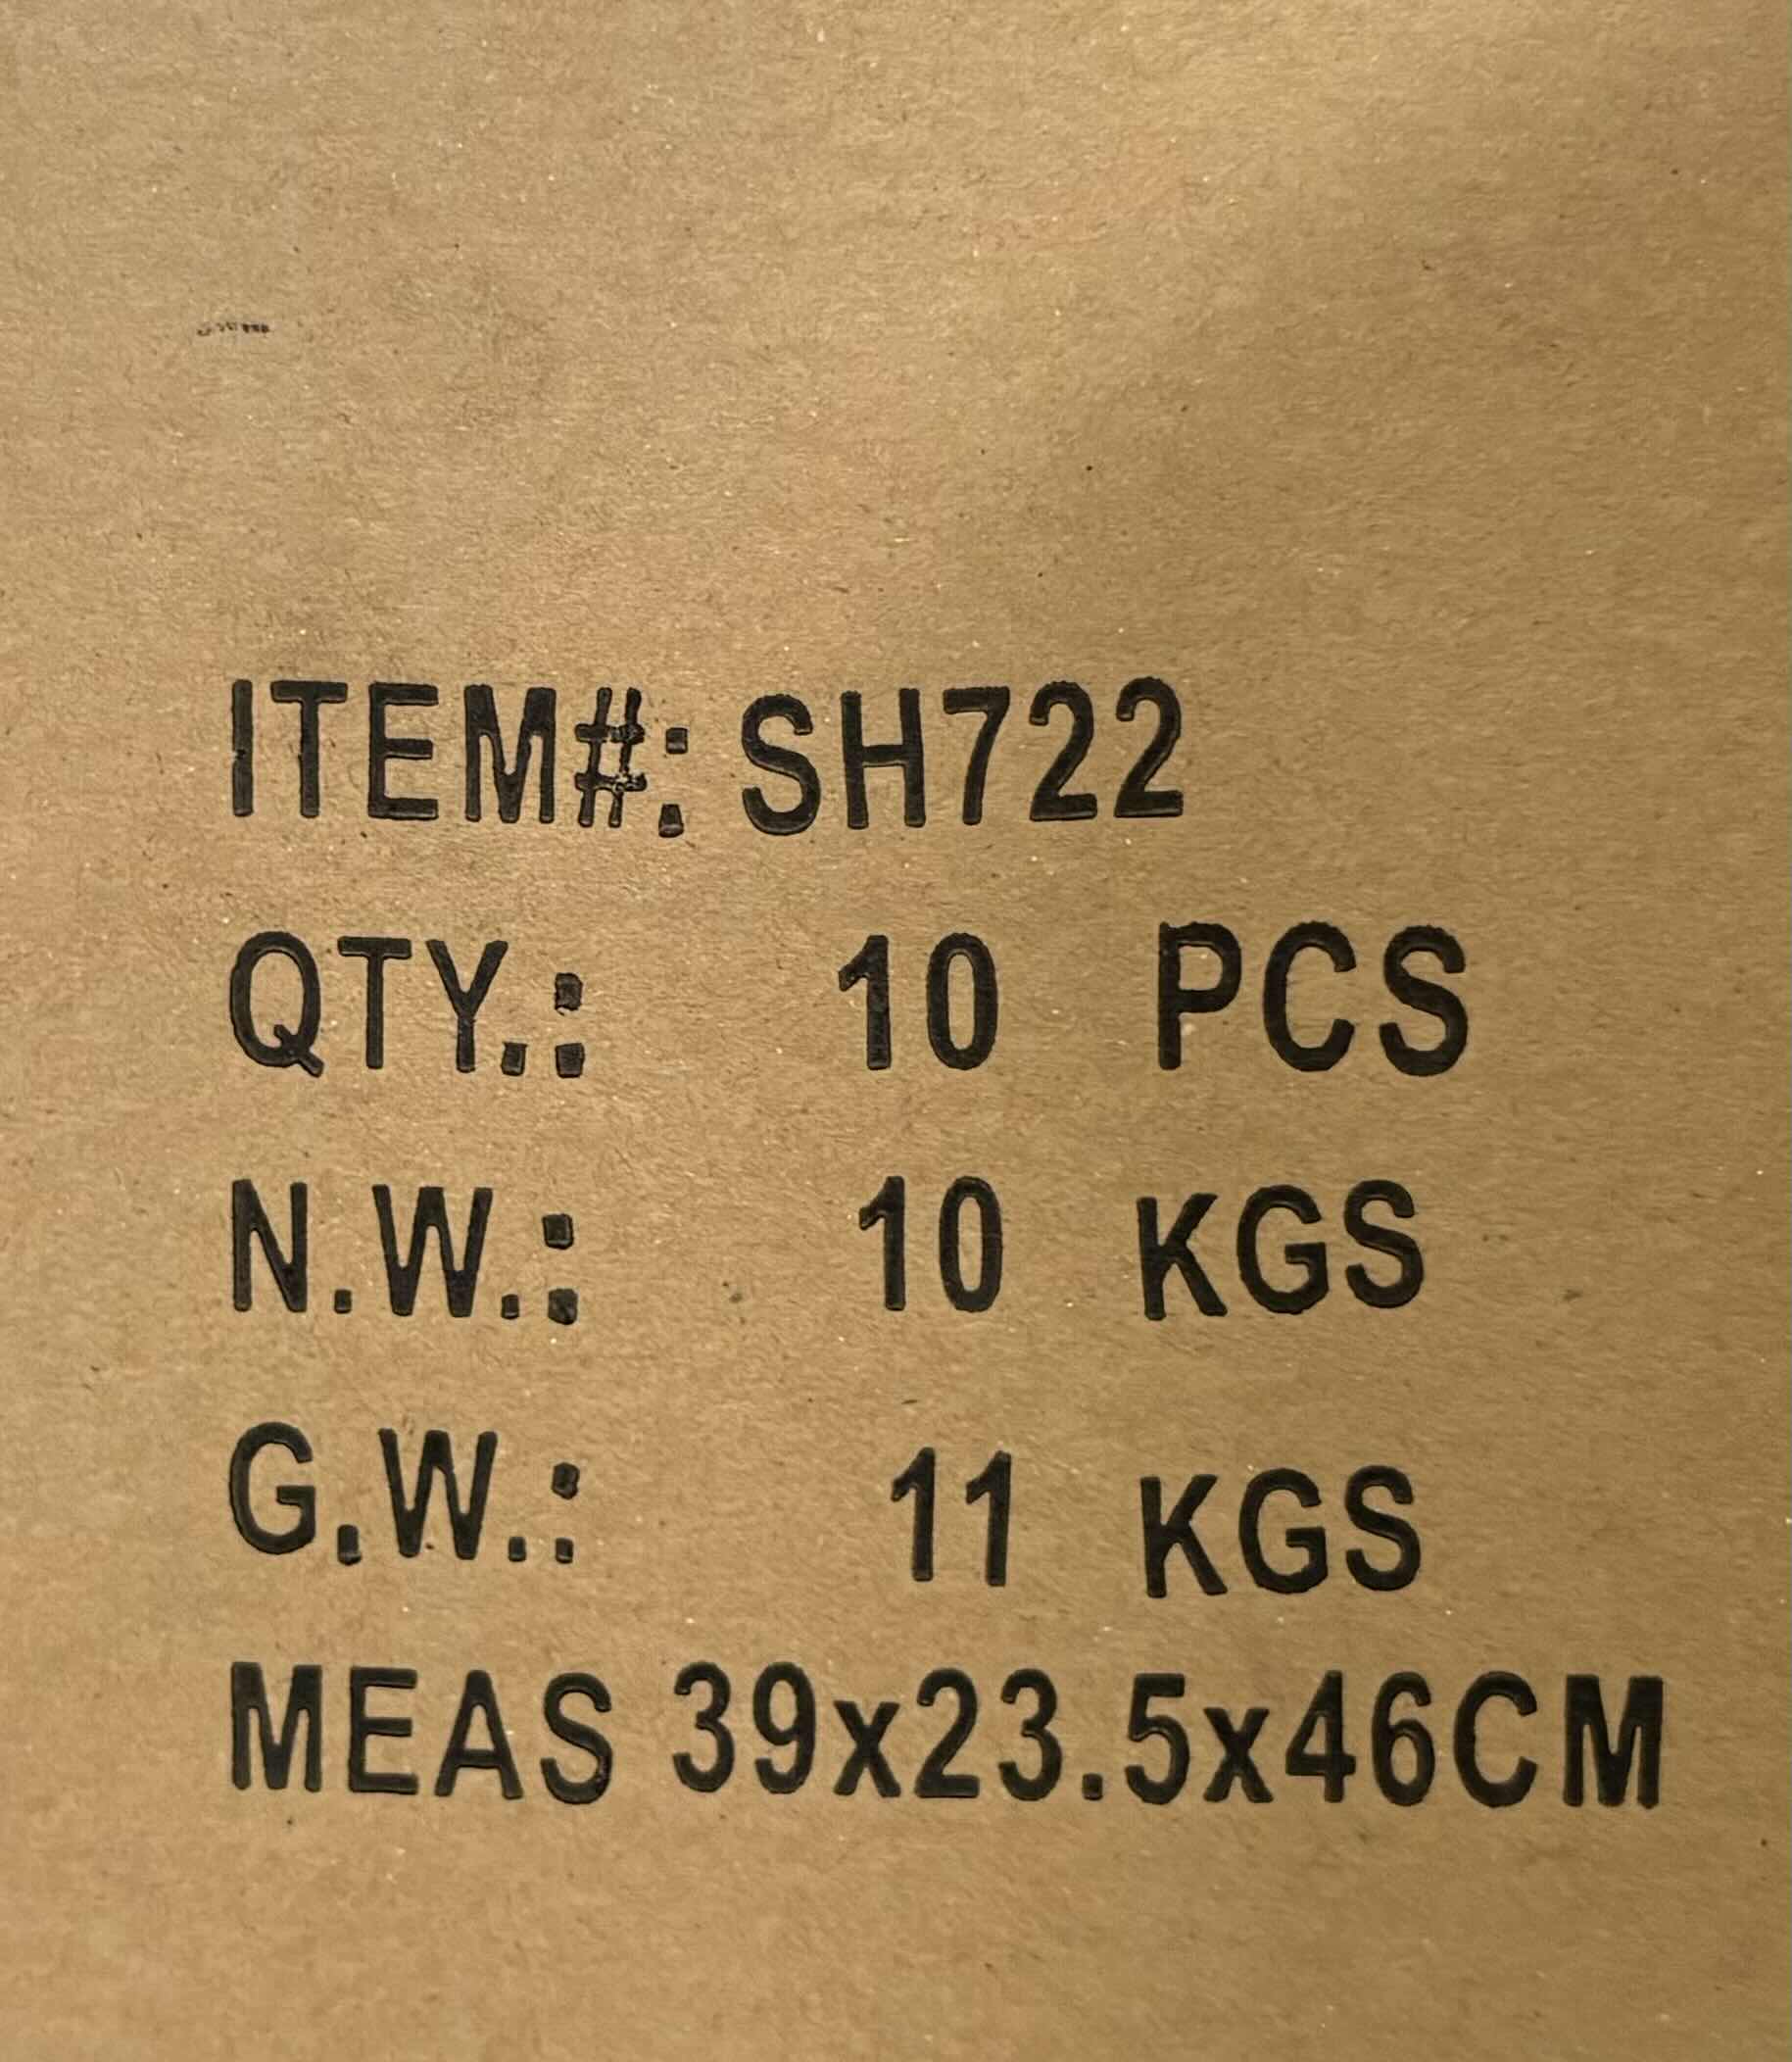 ITEM#: SH722
QTY.: 10 PCS
N.W.: 10 KGS
G.W.: 11 KGS
MEAS 39x23.5x46CM